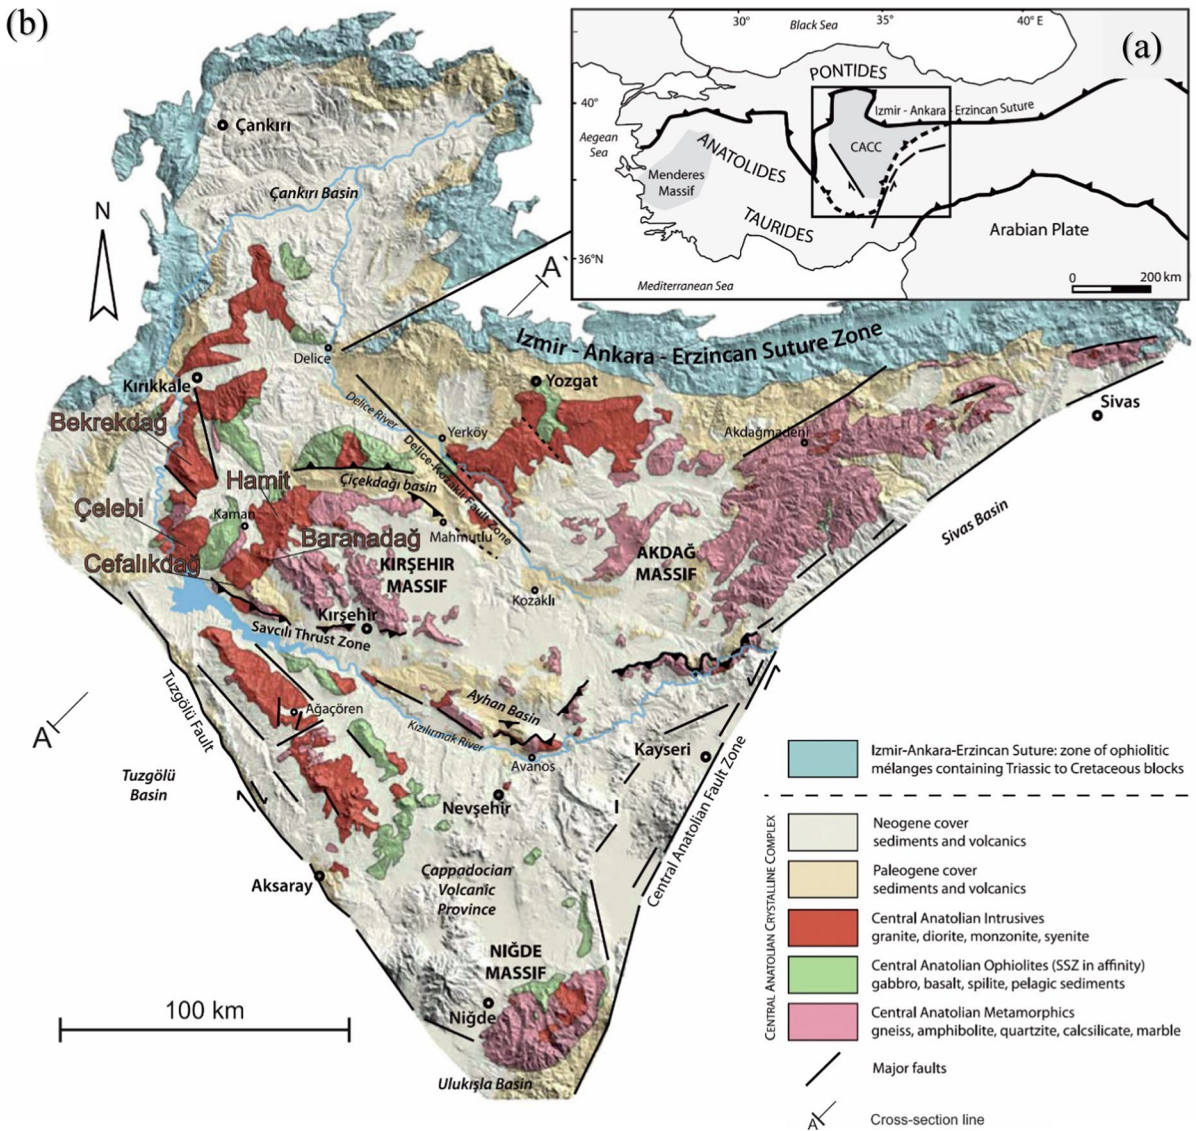 (b)
30°
35°
40° E
Black Sea
(a)
PONTIDES
40°
Izmir - Ankara - Erzincan Suture
Aegean
Sea
CACC
ANATOLIDES
Menderes
Massif
TAURIDES
Arabian Plate
36°N
Mediterranean Sea
0
200 km
Çankırı
Çankırı Basin
N
A`
Izmir - Ankara - Erzincan Suture Zone
Delice
Kırıkkale
Yozgat
Sivas
Delice River
Bekrekdağ
Yerköy
Akdağmadeni
Delice-Kozaklı Fault Zone
Hamit
Çiçekdağı basin
Çelebi
Kaman
Sivas Basin
Baranadağ
Mahmutlu
Cefalıkdağ
KIRŞEHIR
MASSIF
AKDAĞ
MASSIF
Kozaklı
Kırşehir
Savcılı Thrust Zone
Tuzgölü Fault
Ağaçören
Ayhan Basin
A
Kızılırmak River
Kayseri
Avanos
Tuzgölü
Basin
Nevşehir
Central Anatolian Fault Zone
Aksaray
Cappadocian
Volcanic
Province
NIĞDE
MASSIF
100 km
Niğde
Ulukışla Basin
Izmir-Ankara-Erzincan Suture: zone of ophiolitic
mélanges containing Triassic to Cretaceous blocks
CENTRAL ANATOLIAN CRYSTALLINE COMPLEX
Neogene cover
sediments and volcanics
Paleogene cover
sediments and volcanics
Central Anatolian Intrusives
granite, diorite, monzonite, syenite
Central Anatolian Ophiolites (SSZ in affinity)
gabbro, basalt, spilite, pelagic sediments
Central Anatolian Metamorphics
gneiss, amphibolite, quartzite, calcsilicate, marble
Major faults
A Cross-section line